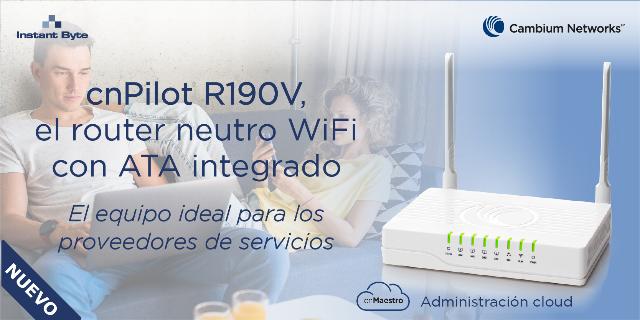 Instant Byte
Cambium Networks™
cnPilot R190V,
el router neutro WiFi
con ATA integrado
El equipo ideal para los
proveedores de servicios
NUEVO
cnMaestro
Administración cloud